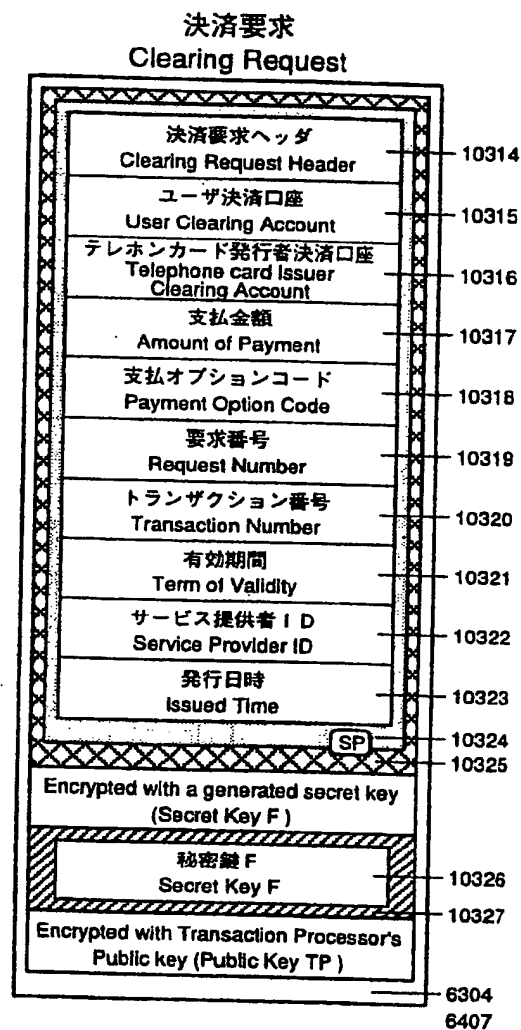 決済要求
Clearing Request
決済要求ヘッダ
Clearing Request Header
10314
ユーザ決済口座
User Clearing Account
10315
テレホンカード発行者決済口座
Telephone card Issuer
Clearing Account
10316
支払金額
Amount of Payment
10317
支払オプションコード
Payment Option Code
10318
要求番号
Request Number
10319
トランザクション番号
Transaction Number
10320
有効期間
Term of Validity
10321
サービス提供者ID
Service Provider ID
10322
発行日時
Issued Time
10323
SP
10324
10325
Encrypted with a generated secret key
(Secret Key F )
秘密鍵F
Secret Key F
10326
10327
Encrypted with Transaction Processor's
Public key (Public Key TP )
6304
6407